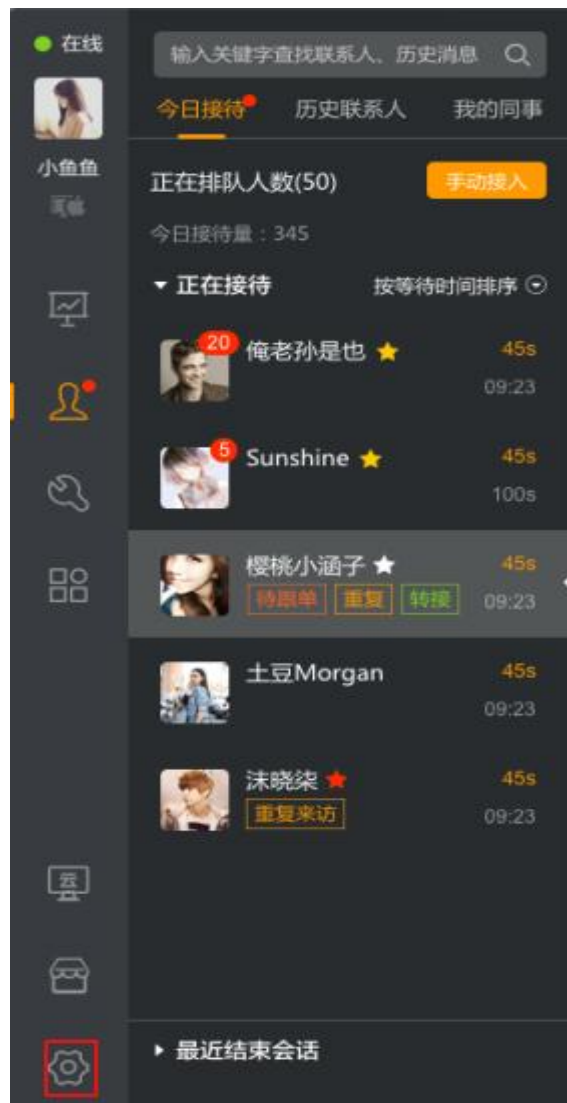 在线
小鱼鱼
输入关键字查找联系人、历史消息
今日接待
历史联系人
我的同事
正在排队人数(50)
手动接入
今日接待量：345
正在接待
按等待时间排序
20
俺老孙是也
45s
09:23
5
Sunshine
45s
100s
樱桃小涵子
45s
待跟单
重复
转接
09:23
土豆Morgan
45s
09:23
沫晓柒
45s
重复来访
09:23
云
最近结束会话